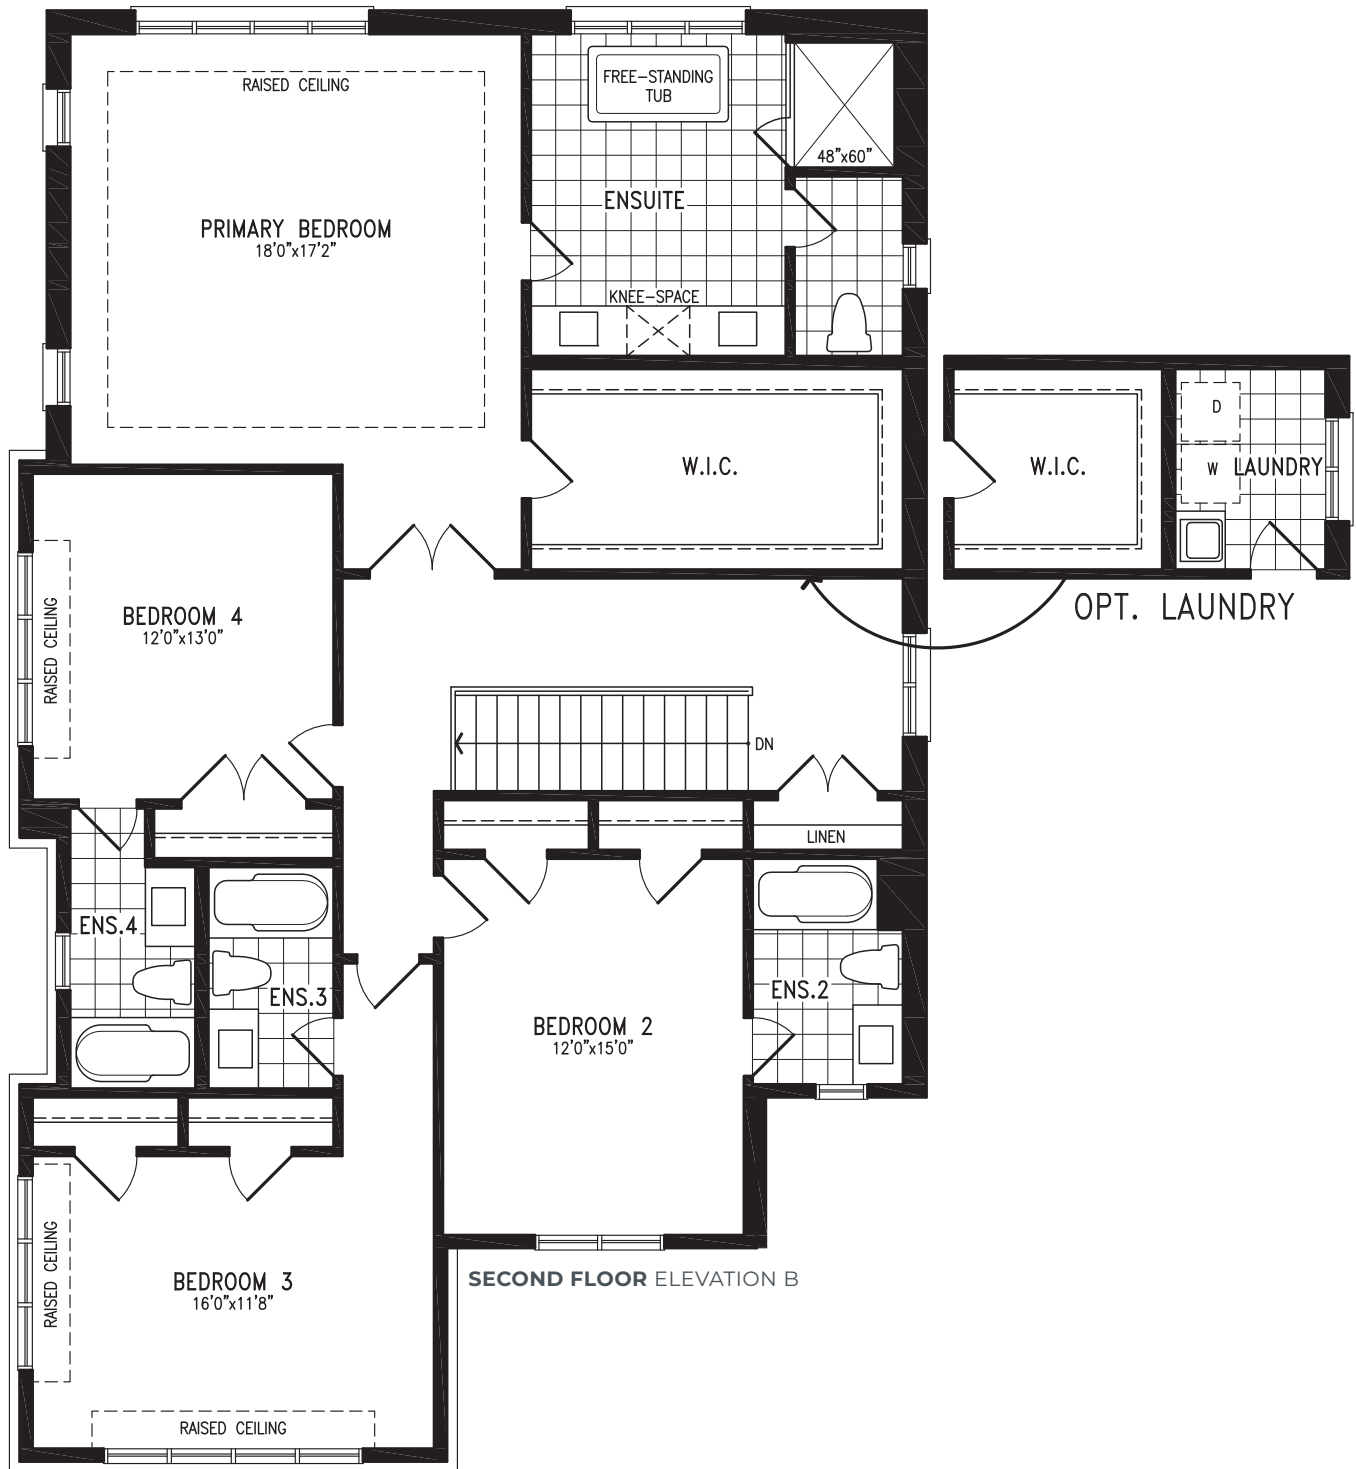 RAISED CEILING
FREE-STANDING
TUB
48"x60"
ENSUITE
PRIMARY BEDROOM
18'0"x17'2"
KNEE-SPACE
W.I.C.
W.I.C.
D
W
LAUNDRY
OPT. LAUNDRY
BEDROOM 4
12'0"x13'0"
RAISED CEILING
DN
LINEN
ENS.4
ENS.3
ENS.2
BEDROOM 2
12'0"x15'0"
SECOND FLOOR ELEVATION B
BEDROOM 3
16'0"x11'8"
RAISED CEILING
RAISED CEILING